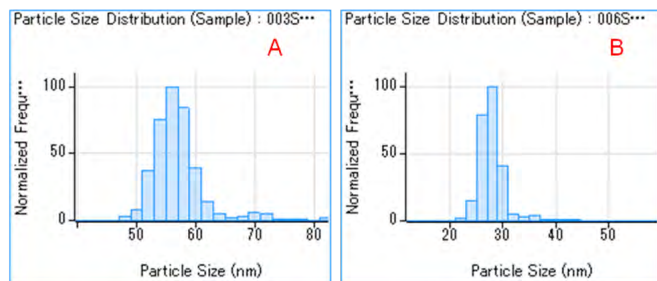 Particle Size Distribution (Sample) : 003S···
A
100
50
0
Normalized Frequ···
50
60
70
80
Particle Size (nm)
Particle Size Distribution (Sample) : 006S···
B
100
50
0
Normalized Frequ···
20
30
40
50
Particle Size (nm)